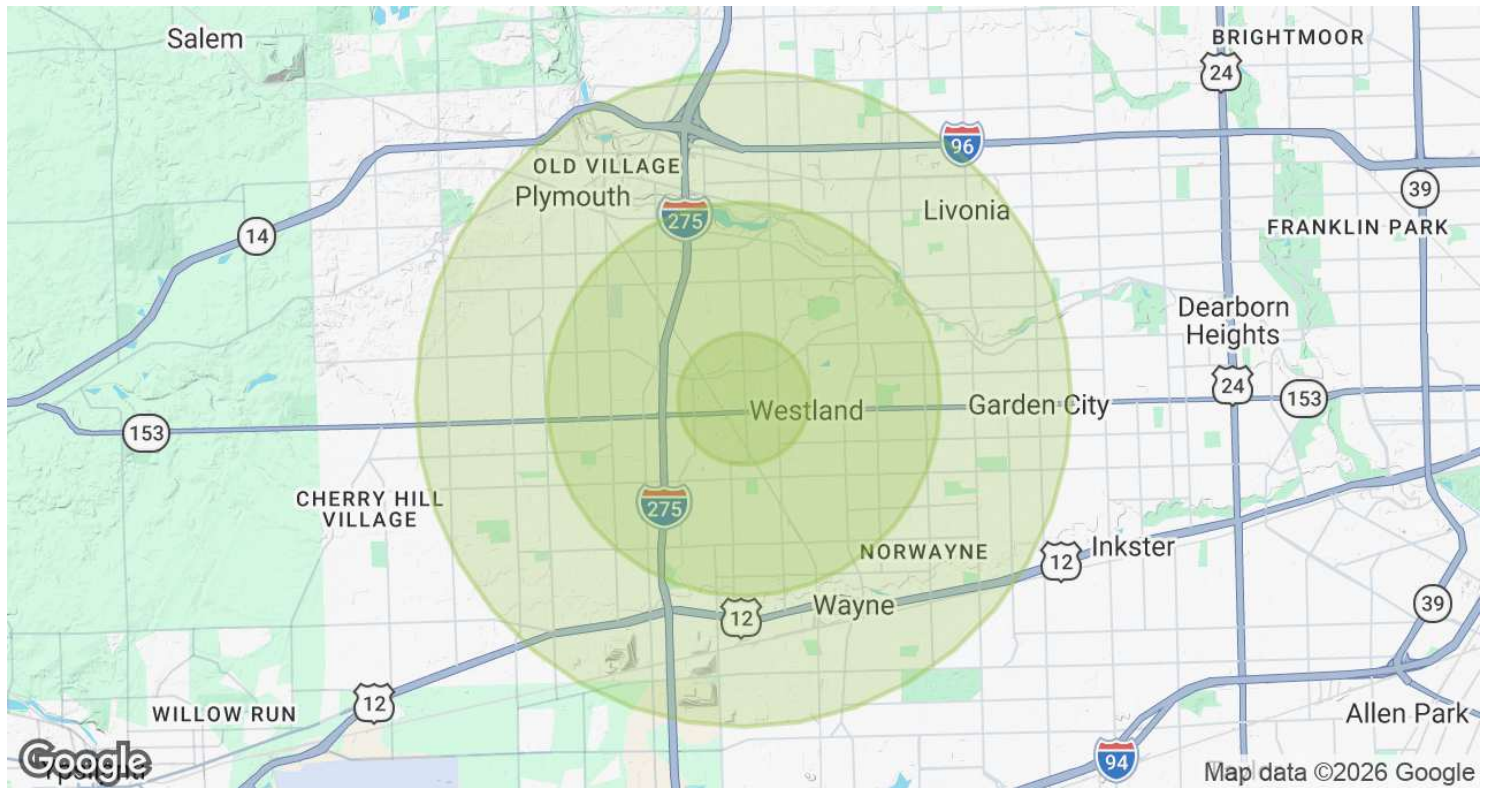 Salem
BRIGHTMOOR
24
96
OLD VILLAGE
Plymouth
39
275
Livonia
14
FRANKLIN PARK
Dearborn
Heights
24
153
Westland
Garden City
153
CHERRY HILL
VILLAGE
275
NORWAYNE
Inkster
12
Wayne
12
39
12
WILLOW RUN
Allen Park
94
Google
Map data ©2026 Google